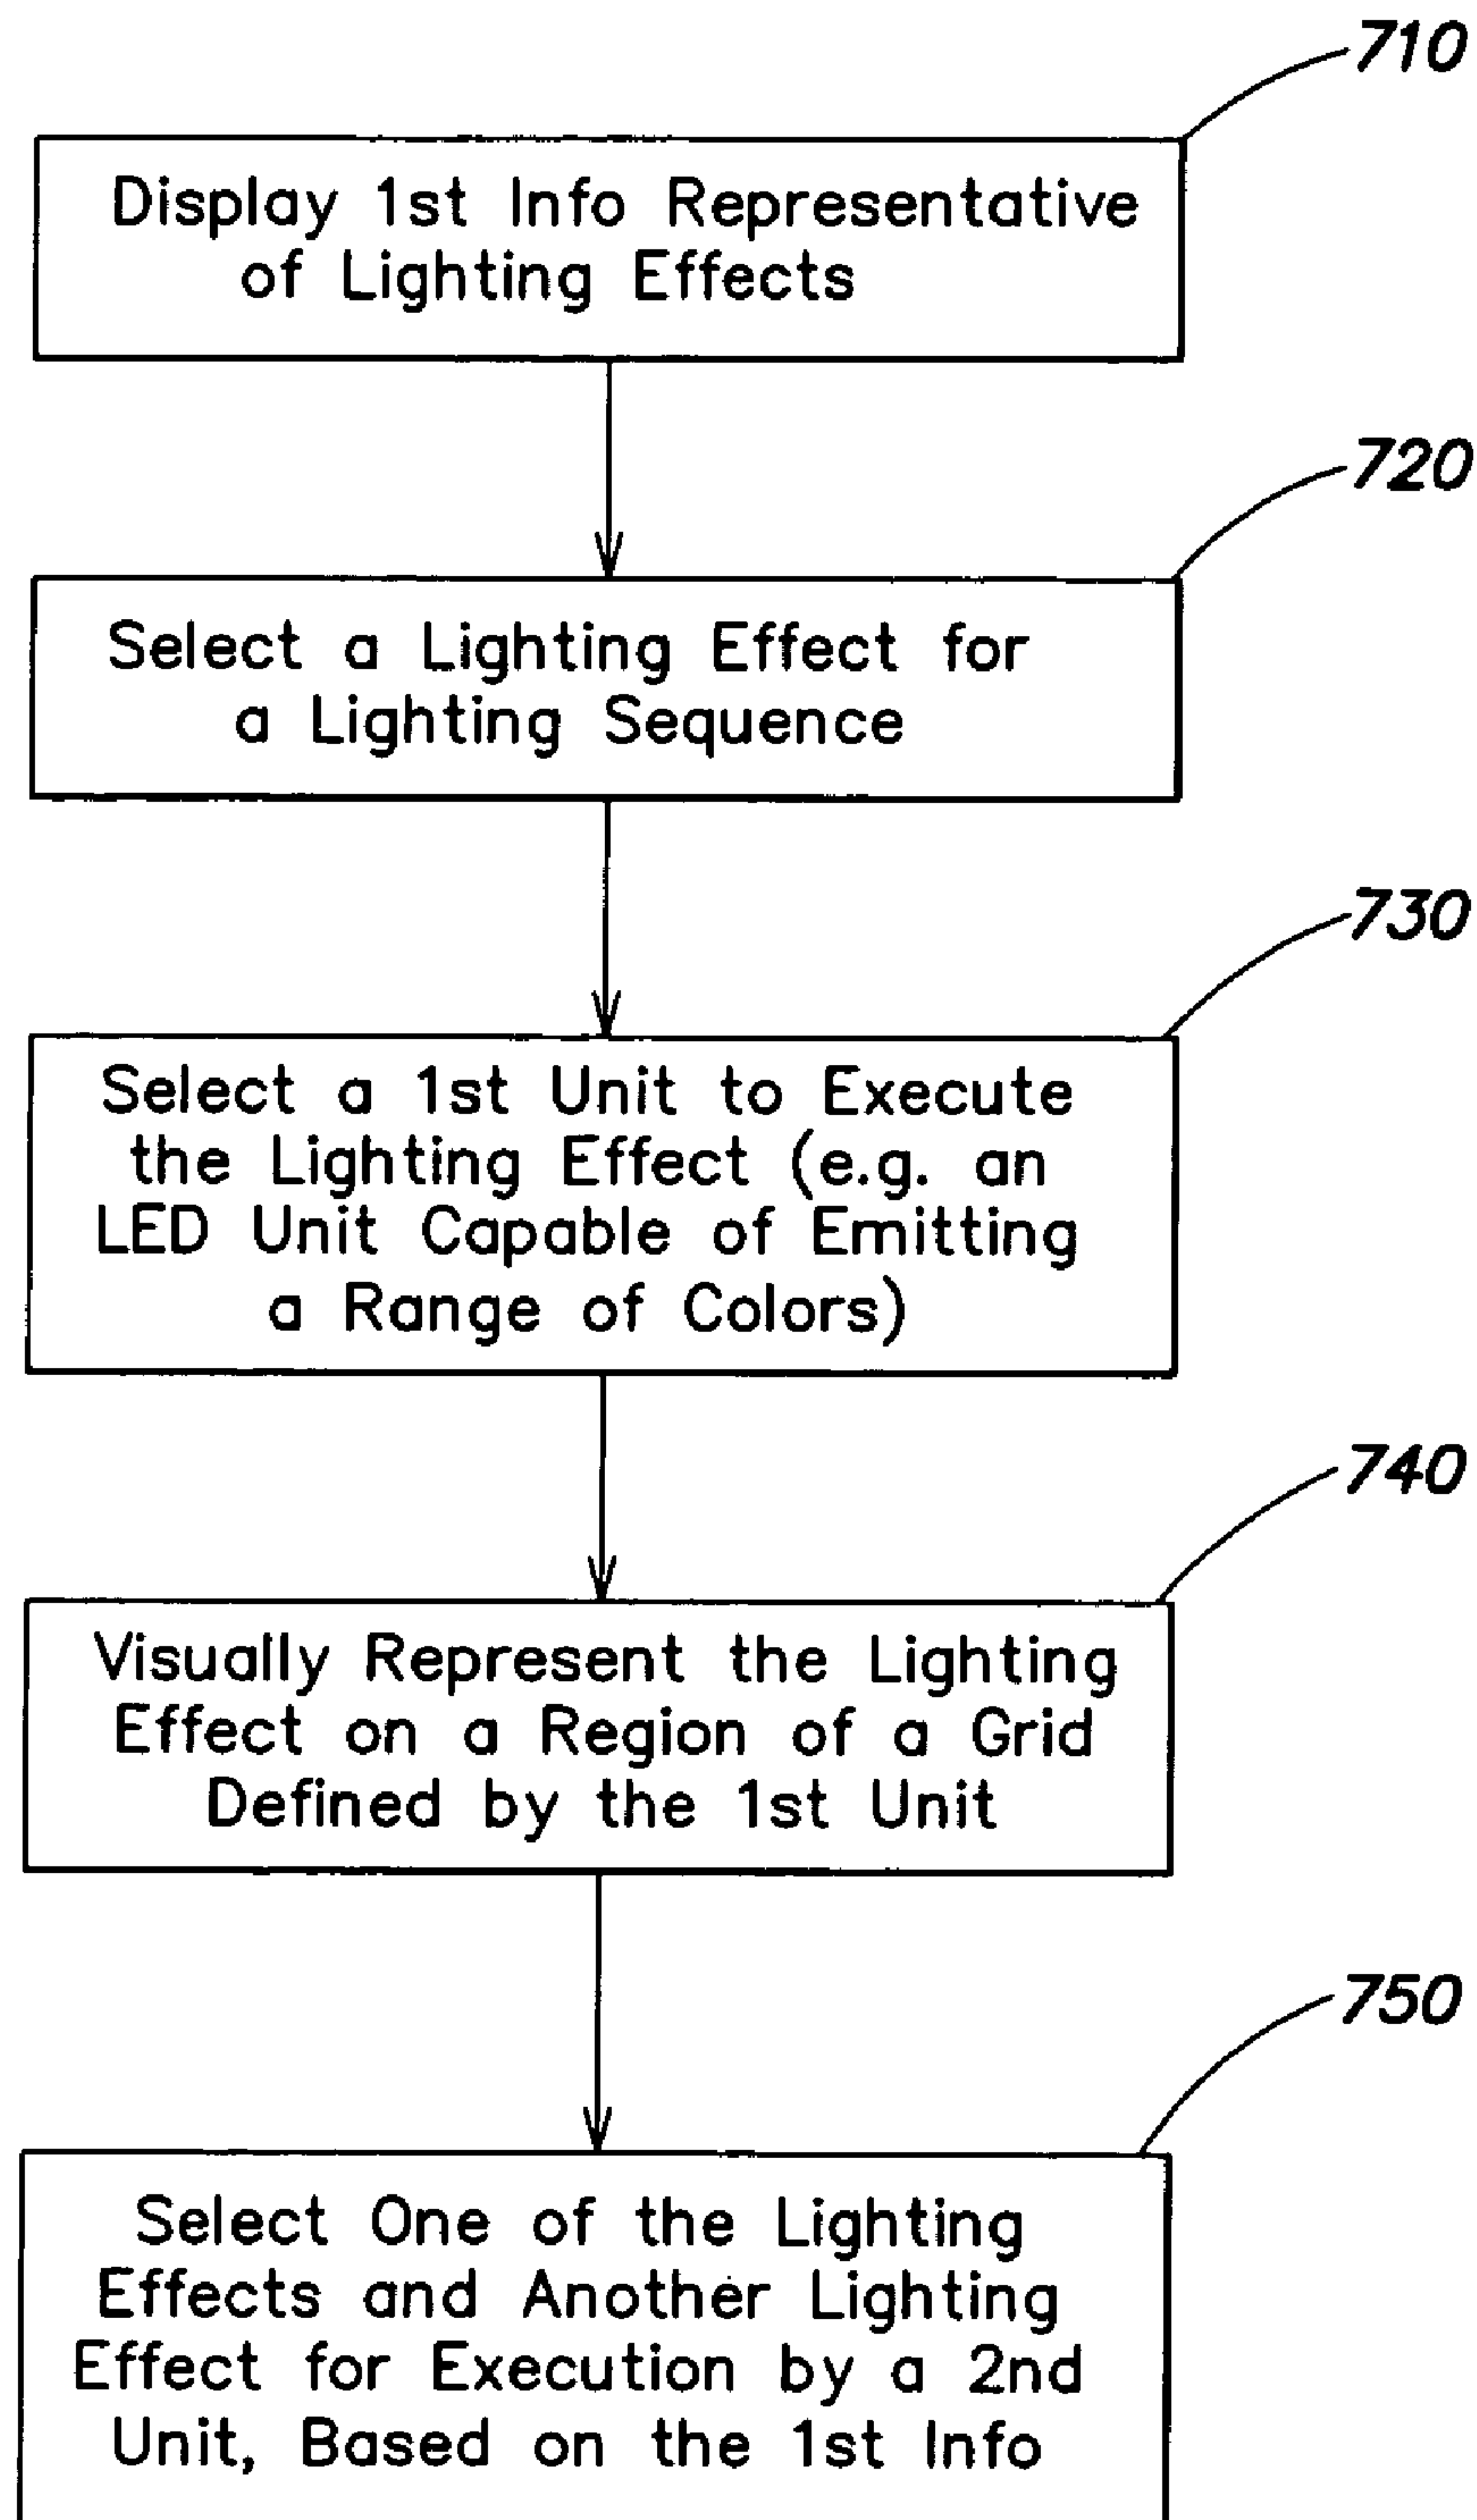 710
Display 1st Info Representative
of Lighting Effects
720
Select a Lighting Effect for
a Lighting Sequence
730
Select a 1st Unit to Execute
the Lighting Effect (e.g. an
LED Unit Capable of Emitting
a Range of Colors)
740
Visually Represent the Lighting
Effect on a Region of a Grid
Defined by the 1st Unit
750
Select One of the Lighting
Effects and Another Lighting
Effect for Execution by a 2nd
Unit, Based on the 1st Info